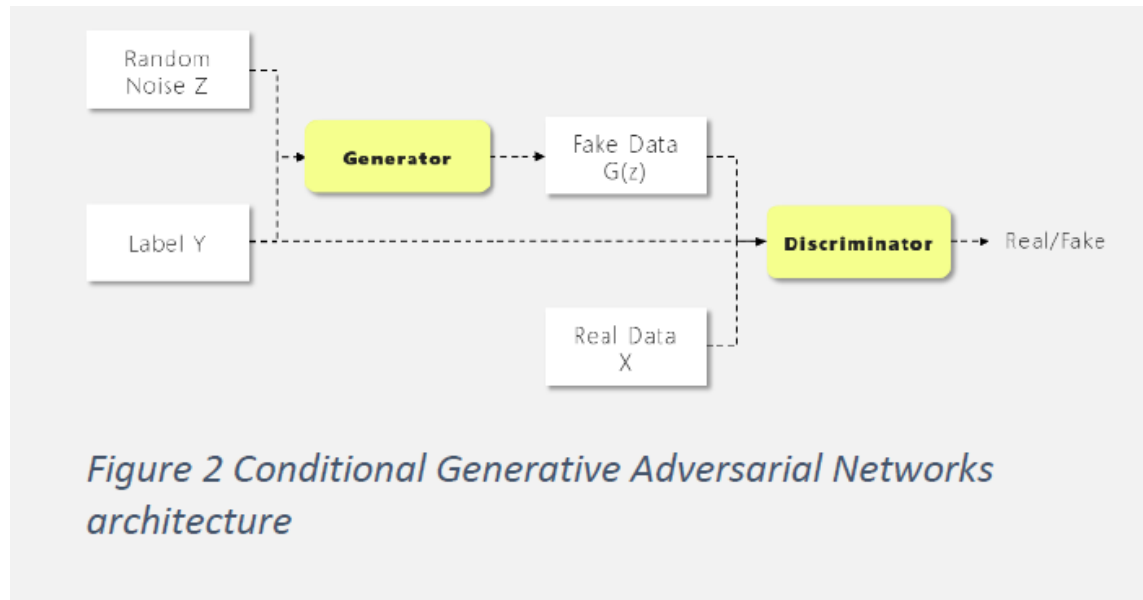 Random
Noise Z
Generator
Fake Data
G(z)
Label Y
Discriminator
Real/Fake
Real Data
X
Figure 2 Conditional Generative Adversarial Networks
architecture